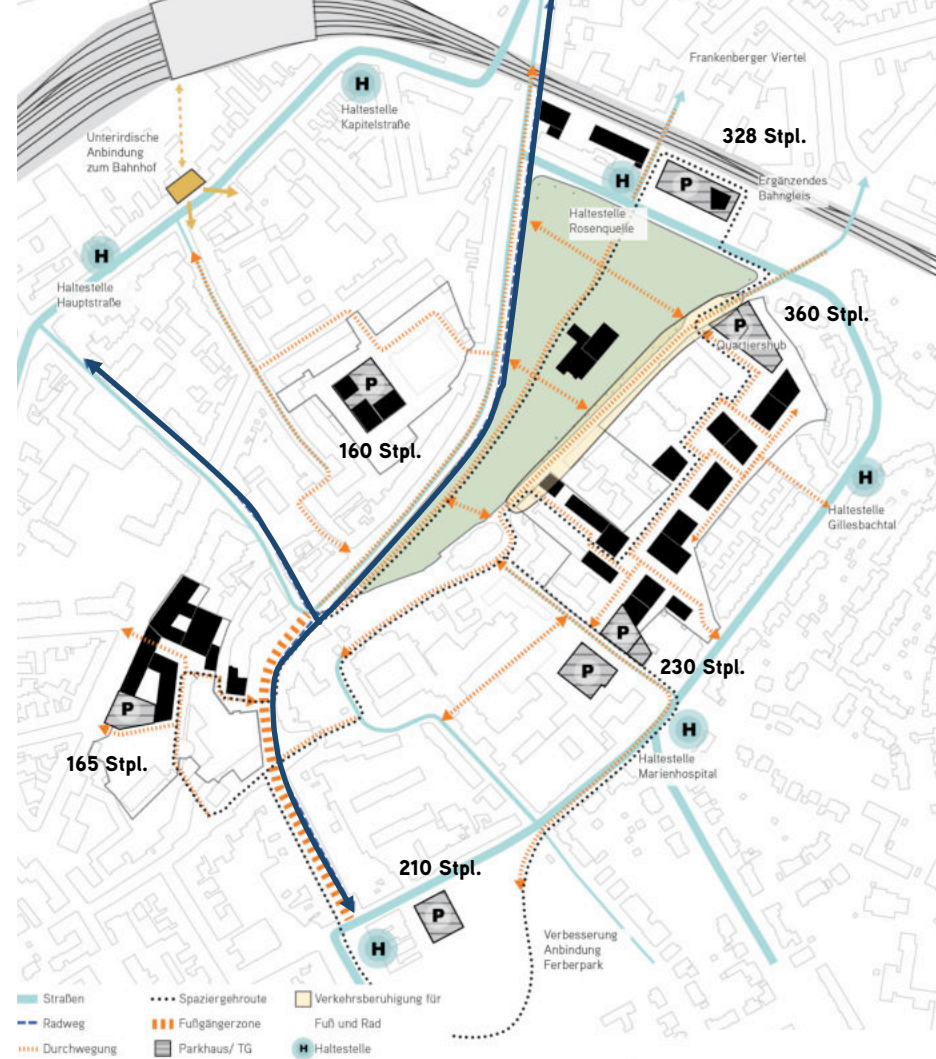 Frankenberger Viertel
H
Haltestelle
Kapitelstraße
328 Stpl.
Unterirdische
Anbindung
zum Bahnhof
H
P
Ergänzendes
Bahngleis
Haltestelle
Rosenquelle
H
Haltestelle
Hauptstraße
360 Stpl.
P
Quartiershub
P
160 Stpl.
H
Haltestelle
Gillesbachtal
P
P
230 Stpl.
P
165 Stpl.
H
Haltestelle
Marienhospital
210 Stpl.
P
H
Verbesserung
Anbindung
Ferberpark
Straßen
Spaziergehroute
Verkehrsberuhigung für
Fuß und Rad
Radweg
Fußgängerzone
Durchwegung
Parkhaus/ TG
H Haltestelle